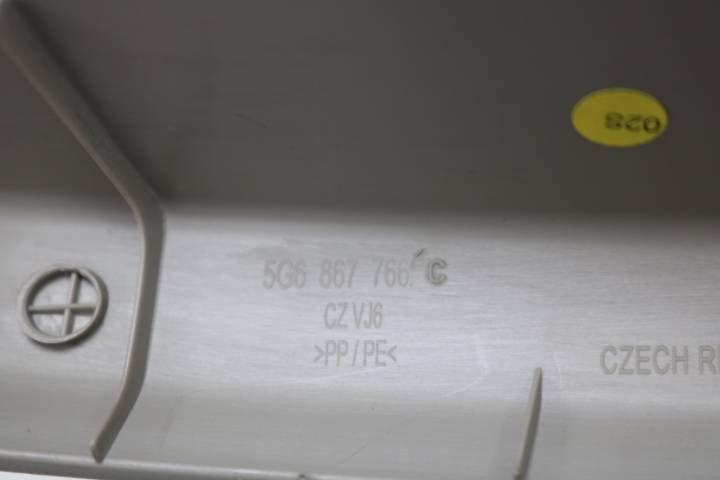 028
5G6 867 766. C
CZ VJ6
>PP/PE<
CZECH R